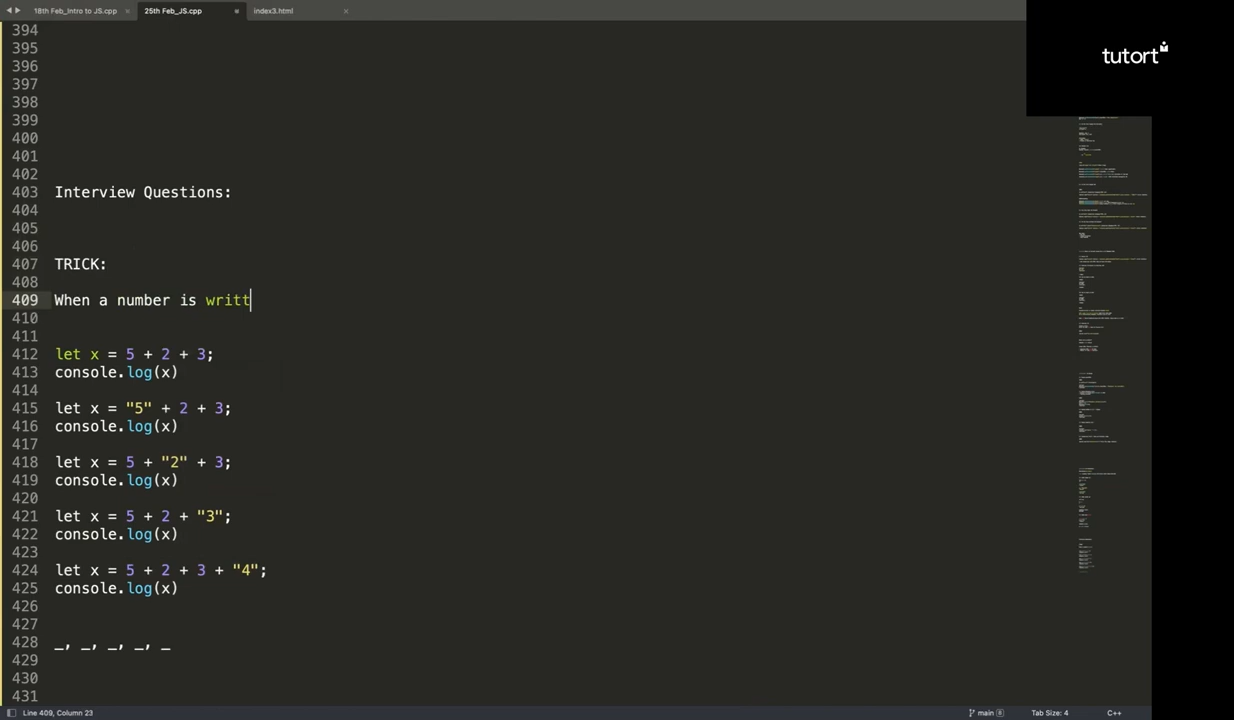 18th Feb_Intro to JS.cpp
25th Feb_JS.cpp
index3.html
tutort
394
395
396
397
398
399
400
401
402
403 Interview Questions:
404
405
406
407 TRICK:
408
409 When a number is writt
410
411
412 let x = 5 + 2 + 3;
413 console.log(x)
414
415 let x = "5" + 2 + 3;
416 console.log(x)
417
418 let x = 5 + "2" + 3;
419 console.log(x)
420
421 let x = 5 + 2 + "3";
422 console.log(x)
423
424 let x = 5 + 2 + 3 + "4";
425 console.log(x)
426
427
428 _, _, _, _, _
429
430
431
Line 409, Column 23
main
Tab Size: 4
C++